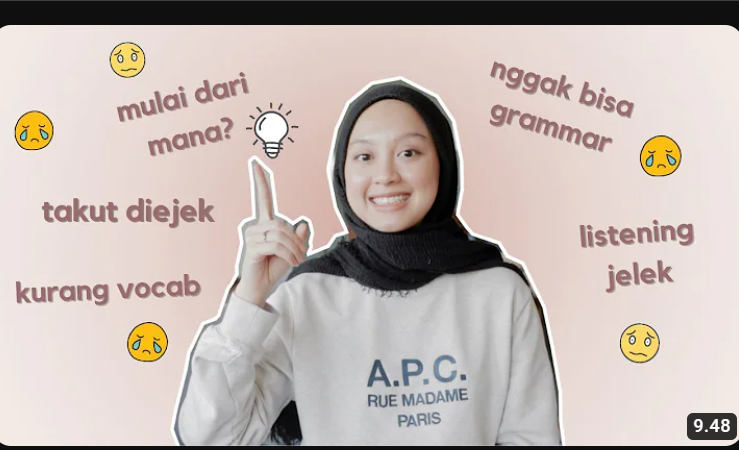 mulai dari
mana?
takut diejek
kurang vocab
nggak bisa
grammar
listening
jelek
A.P.C.
RUE MADAME
PARIS
9.48